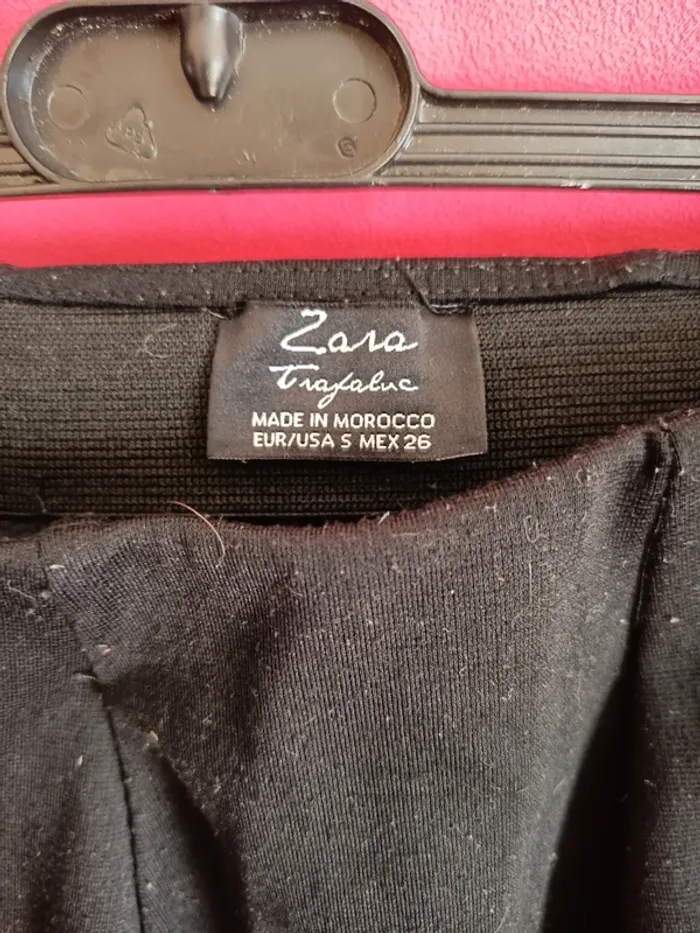 Zara
Trafaluc
MADE IN MOROCCO
EUR/USA S MEX 26